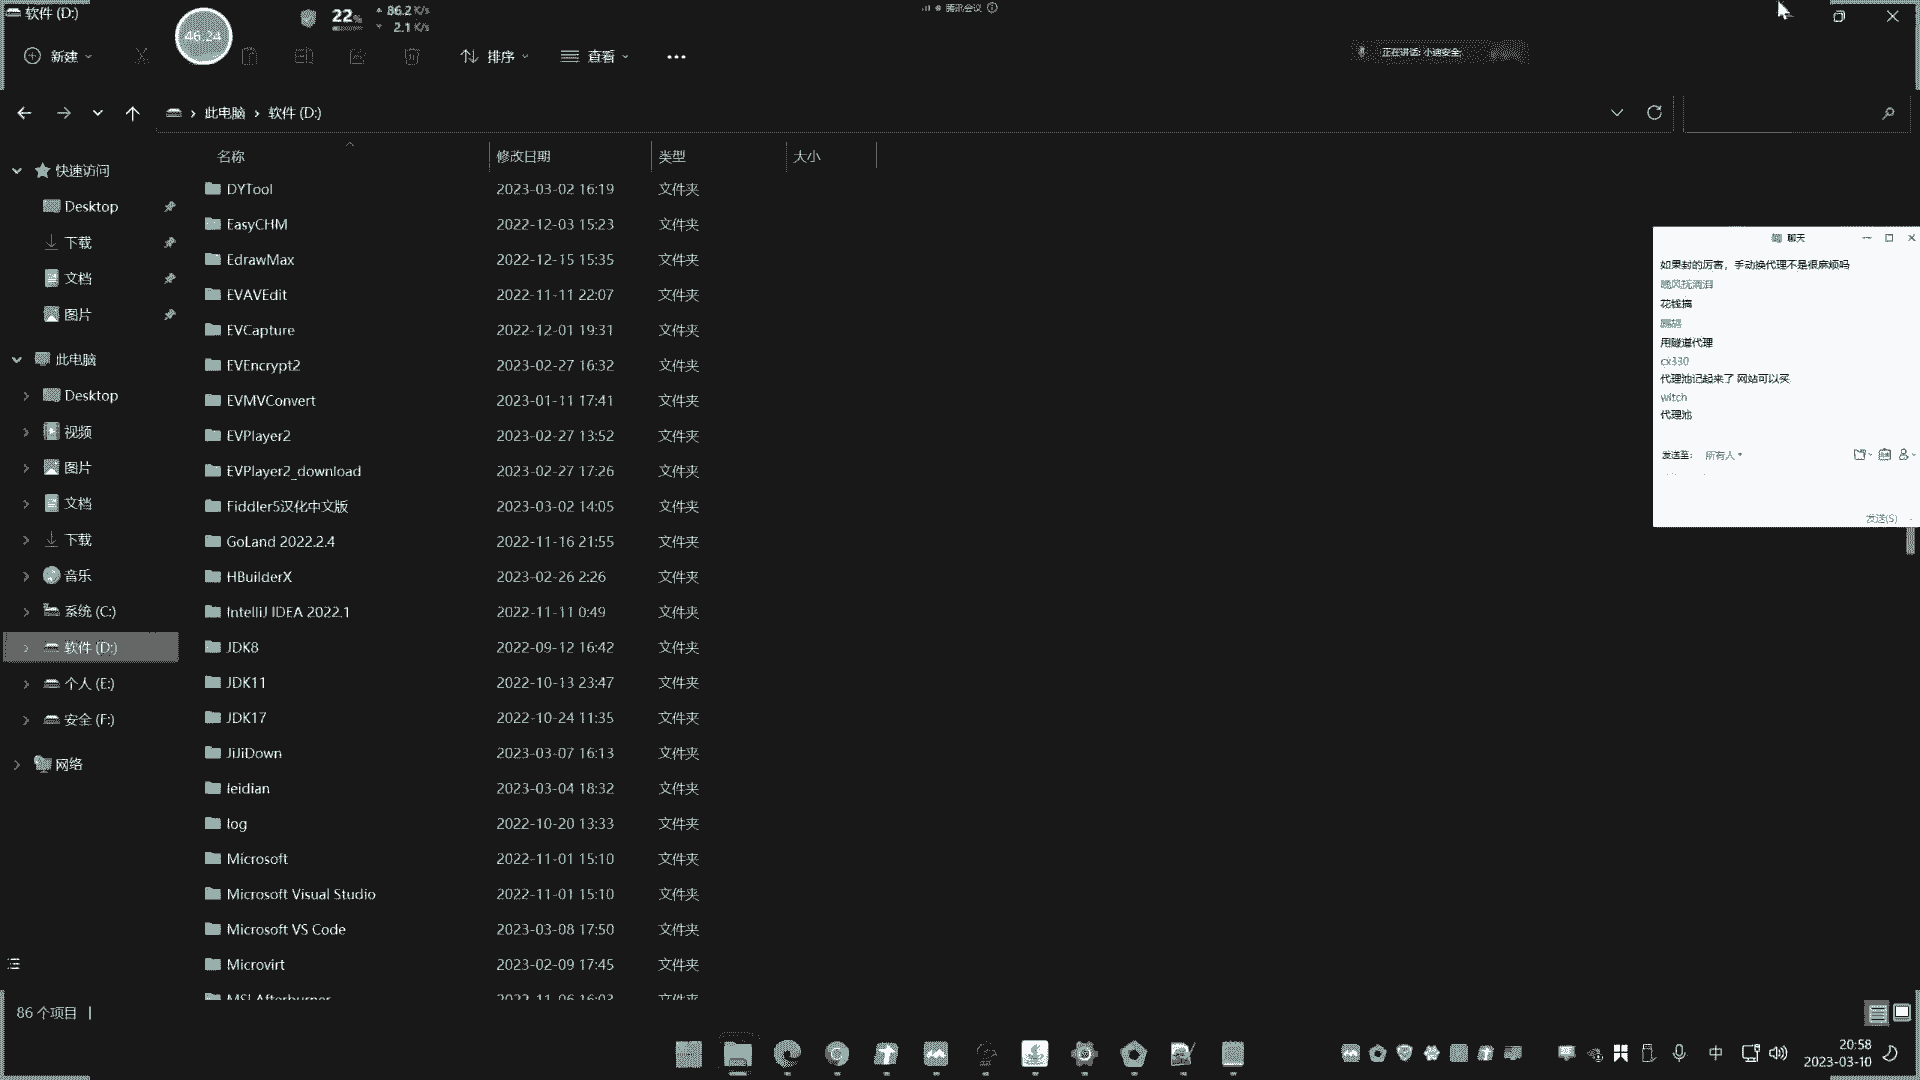 软件 (D:)
46:24
22%
86.2 K/s
2.1 K/s
腾讯会议
新建
排序
查看
正在讲话: 小迪安全
此电脑 › 软件 (D:)
名称 修改日期 类型 大小
快速访问
Desktop
下载
文档
图片
此电脑
Desktop
视频
图片
文档
下载
音乐
系统 (C:)
软件 (D:)
个人 (E:)
安全 (F:)
网络
DYTool 2023-03-02 16:19 文件夹
EasyCHM 2022-12-03 15:23 文件夹
EdrawMax 2022-12-15 15:35 文件夹
EVAVEdit 2022-11-11 22:07 文件夹
EVCapture 2022-12-01 19:31 文件夹
EVEncrypt2 2023-02-27 16:32 文件夹
EVMVConvert 2023-01-11 17:41 文件夹
EVPlayer2 2023-02-27 13:52 文件夹
EVPlayer2_download 2023-02-27 17:26 文件夹
Fiddler5汉化中文版 2023-03-02 14:05 文件夹
GoLand 2022.2.4 2022-11-16 21:55 文件夹
HBuilderX 2023-02-26 2:26 文件夹
IntelliJ IDEA 2022.1 2022-11-11 0:49 文件夹
JDK8 2022-09-12 16:42 文件夹
JDK11 2022-10-13 23:47 文件夹
JDK17 2022-10-24 11:35 文件夹
JiJiDown 2023-03-07 16:13 文件夹
leidian 2023-03-04 18:32 文件夹
log 2022-10-20 13:33 文件夹
Microsoft 2022-11-01 15:10 文件夹
Microsoft Visual Studio 2022-11-01 15:10 文件夹
Microsoft VS Code 2023-03-08 17:50 文件夹
Microvirt 2023-02-09 17:45 文件夹
MSI Afterburner 2022-11-06 16:03 文件夹
聊天
如果封的厉害，手动换代理不是很麻烦吗
花钱搞
用隧道代理
cx330
代理池记起来了 网站可以买
witch
代理池
发送至: 所有人
发送(S)
86 个项目
中
20:58
2023-03-10